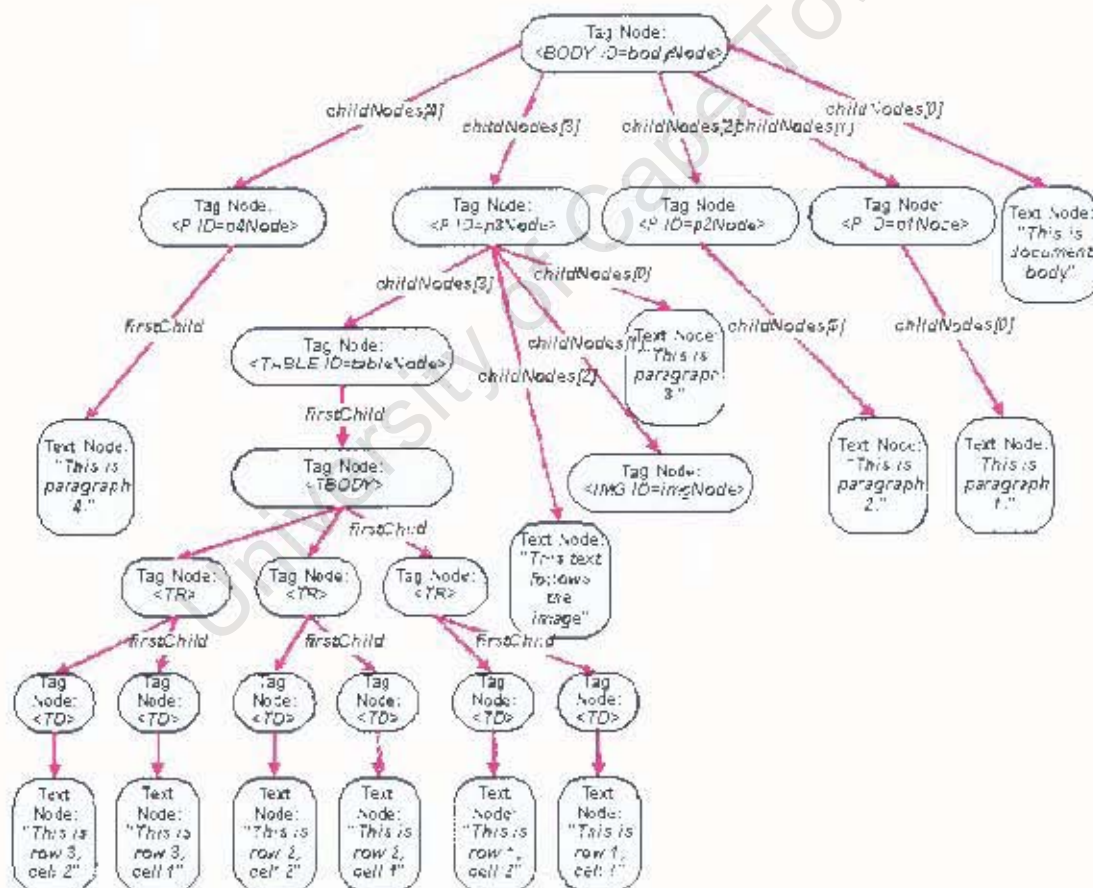 University of Cape To
Tag Node:
<BODY ID=bodyNode>
childNodes[4]
childNodes[3]
childNodes[2]
childNodes[1]
childNodes[0]
Tag Node:
<P ID=p4Node>
Tag Node:
<P ID=p3Node>
Tag Node:
<P ID=p2Node>
Tag Node:
<P ID=p1Node>
Text Node:
"This is
document
body"
firstChild
childNodes[3]
childNodes[0]
childNodes[1]
childNodes[2]
childNodes[0]
Tag Node:
<TABLE ID=tableNode>
Text Node:
"This is
paragraph
3."
firstChild
Text Node:
"This is
paragraph
4."
Tag Node:
<TBODY>
Tag Node:
<IMG ID=imgNode>
Text Node:
"This is
paragraph
2."
Text Node:
"This is
paragraph
1."
firstChild
Text Node:
"This text
follows
the
image"
Tag Node:
<TR>
Tag Node:
<TR>
Tag Node:
<TR>
firstChild
firstChild
firstChild
Tag
Node:
<TD>
Tag
Node:
<TD>
Tag
Node:
<TD>
Tag
Node:
<TD>
Tag
Node:
<TD>
Tag
Node:
<TD>
Text
Node:
"This is
row 3,
cell 2"
Text
Node:
"This is
row 3,
cell 1"
Text
Node:
"This is
row 2,
cell 2"
Text
Node:
"This is
row 2,
cell 1"
Text
Node:
"This is
row 1,
cell 2"
Text
Node:
"This is
row 1,
cell 1"